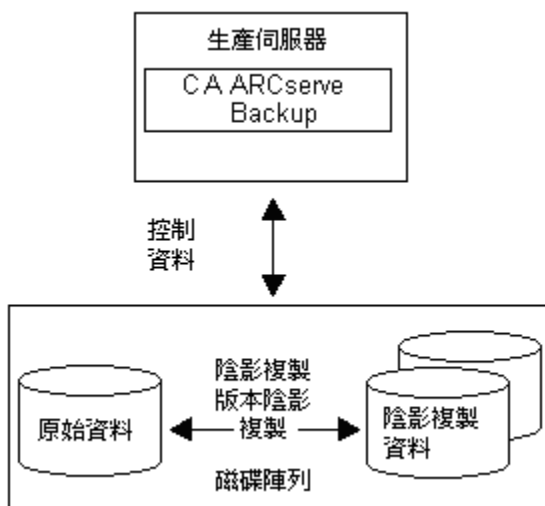 生產伺服器
CA ARCserve
Backup
控制
資料
陰影複製
版本陰影
複製
原始資料
陰影複製
資料
磁碟陣列